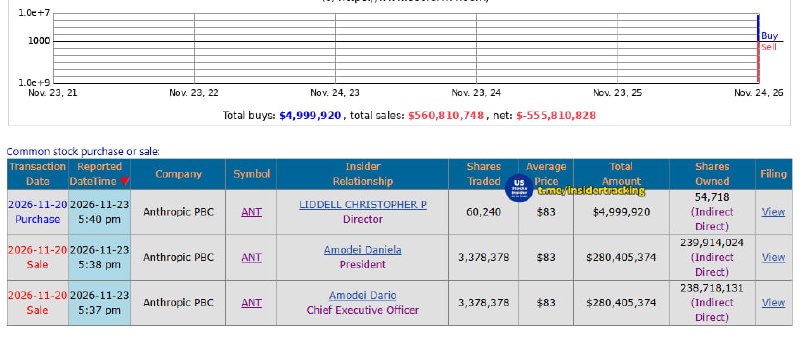 1.0e+7
1000
1.0e+9
Buy
Sell
Nov. 23, 21 Nov. 23, 22 Nov. 24, 23 Nov. 23, 24 Nov. 23, 25 Nov. 24, 26
Total buys: $4,999,920, total sales: $560,810,748, net: $-555,810,828
Common stock purchase or sale:
Transaction Date Reported DateTime Company Symbol Insider Relationship Shares Traded Average Price Total Amount Shares Owned Filing
US Stocks Insider
t.me/insidertracking
2026-11-20 Purchase 2026-11-23 5:40 pm Anthropic PBC ANT LIDDELL CHRISTOPHER P Director 60,240 $83 $4,999,920 54,718 (Indirect Direct) View
2026-11-20 Sale 2026-11-23 5:38 pm Anthropic PBC ANT Amodei Daniela President 3,378,378 $83 $280,405,374 239,914,024 (Indirect Direct) View
2026-11-20 Sale 2026-11-23 5:37 pm Anthropic PBC ANT Amodei Dario Chief Executive Officer 3,378,378 $83 $280,405,374 238,718,131 (Indirect Direct) View